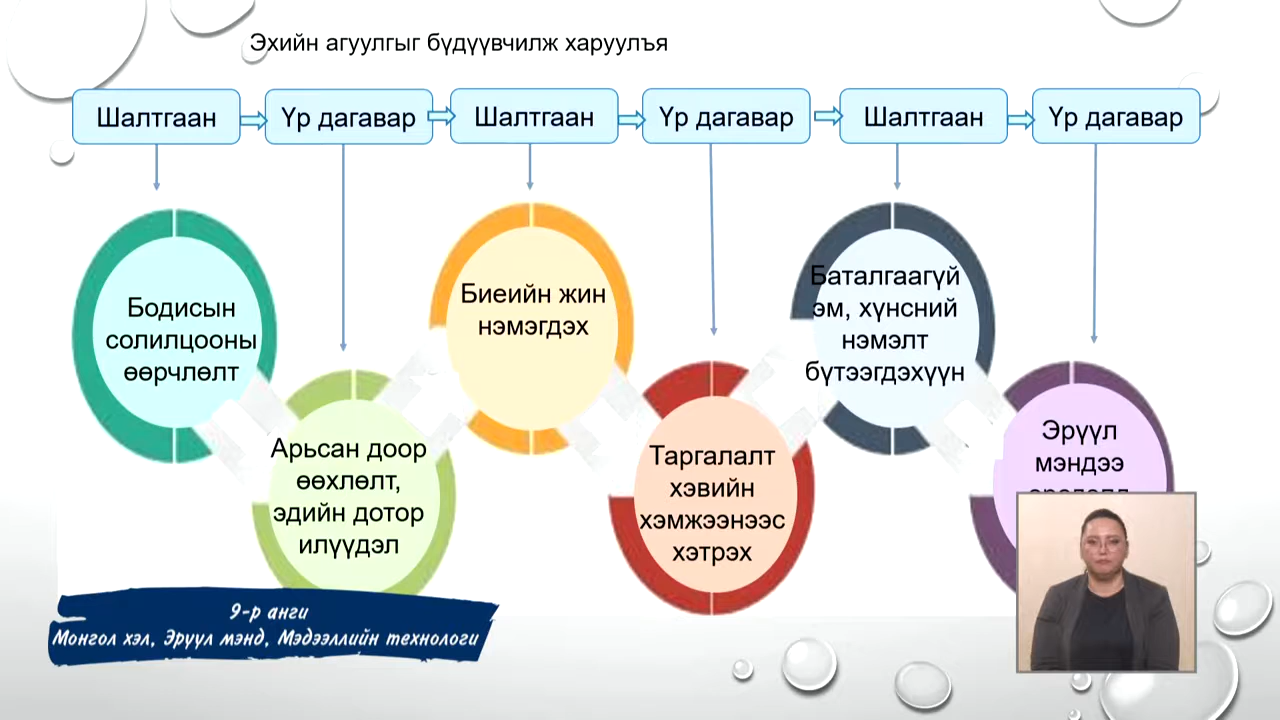 Эхийн агуулгыг бүдүүвчилж харуулъя
Шалтгаан
Үр дагавар
Шалтгаан
Үр дагавар
Шалтгаан
Үр дагавар
Бодисын
солилцооны
өөрчлөлт
Арьсан доор
өөхлөлт,
эдийн дотор
илүүдэл
Биеийн жин
нэмэгдэх
Таргалалт
хэвийн
хэмжээнээс
хэтрэх
Баталгаагүй
эм, хүнсний
нэмэлт
бүтээгдэхүүн
Эрүүл
мэндээ
9-р анги
Монгол хэл, Эрүүл мэнд, Мэдээллийн технологи